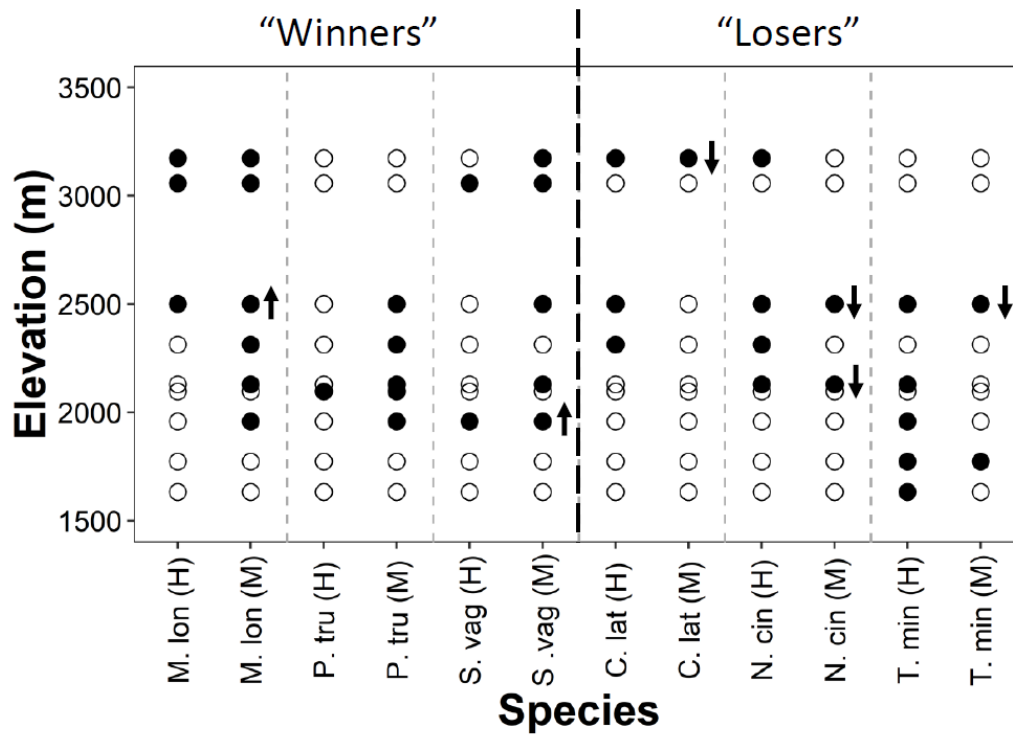 “Winners” “Losers”
Elevation (m)
3500
3000
2500
2000
1500
M. lon (H)
M. lon (M)
P. tru (H)
P. tru (M)
S. vag (H)
S .vag (M)
C. lat (H)
C. lat (M)
N. cin (H)
N. cin (M)
T. min (H)
T. min (M)
Species